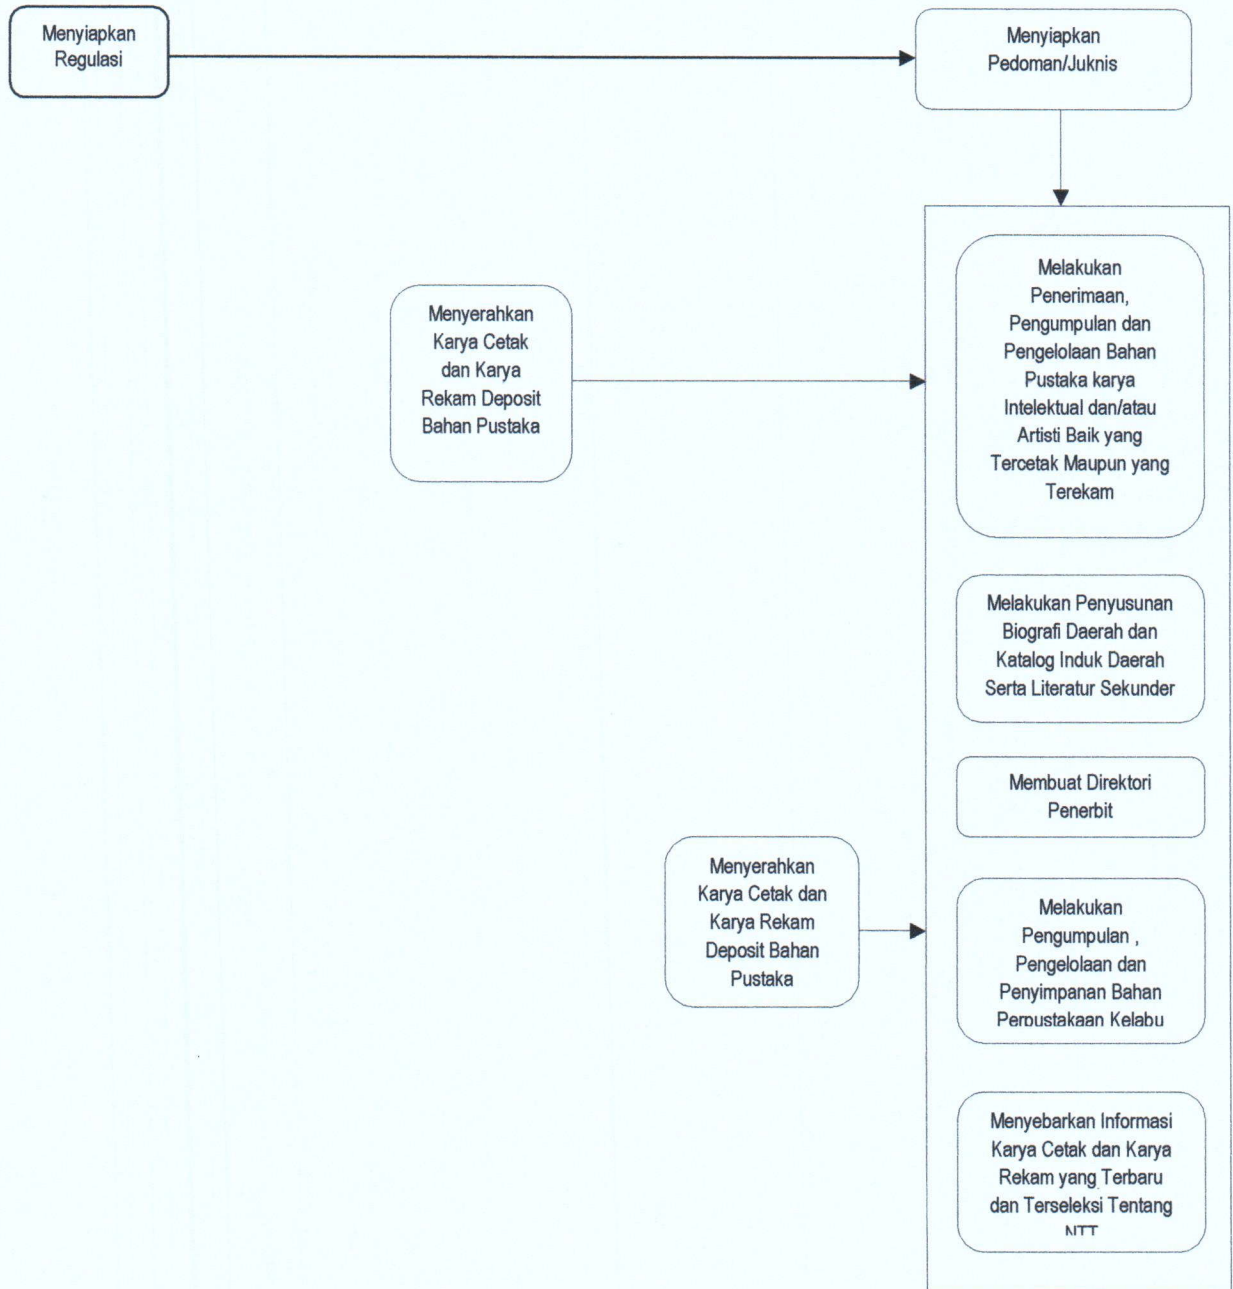 Menyiapkan
Regulasi
Menyiapkan
Pedoman/Juknis
Menyerahkan
Karya Cetak
dan Karya
Rekam Deposit
Bahan Pustaka
Melakukan
Penerimaan,
Pengumpulan dan
Pengelolaan Bahan
Pustaka karya
Intelektual dan/atau
Artisti Baik yang
Tercetak Maupun yang
Terekam
Melakukan Penyusunan
Biografi Daerah dan
Katalog Induk Daerah
Serta Literatur Sekunder
Membuat Direktori
Penerbit
Menyerahkan
Karya Cetak dan
Karya Rekam
Deposit Bahan
Pustaka
Melakukan
Pengumpulan ,
Pengelolaan dan
Penyimpanan Bahan
Perpustakaan Kelabu
Menyebarkan Informasi
Karya Cetak dan Karya
Rekam yang Terbaru
dan Terseleksi Tentang
NTT